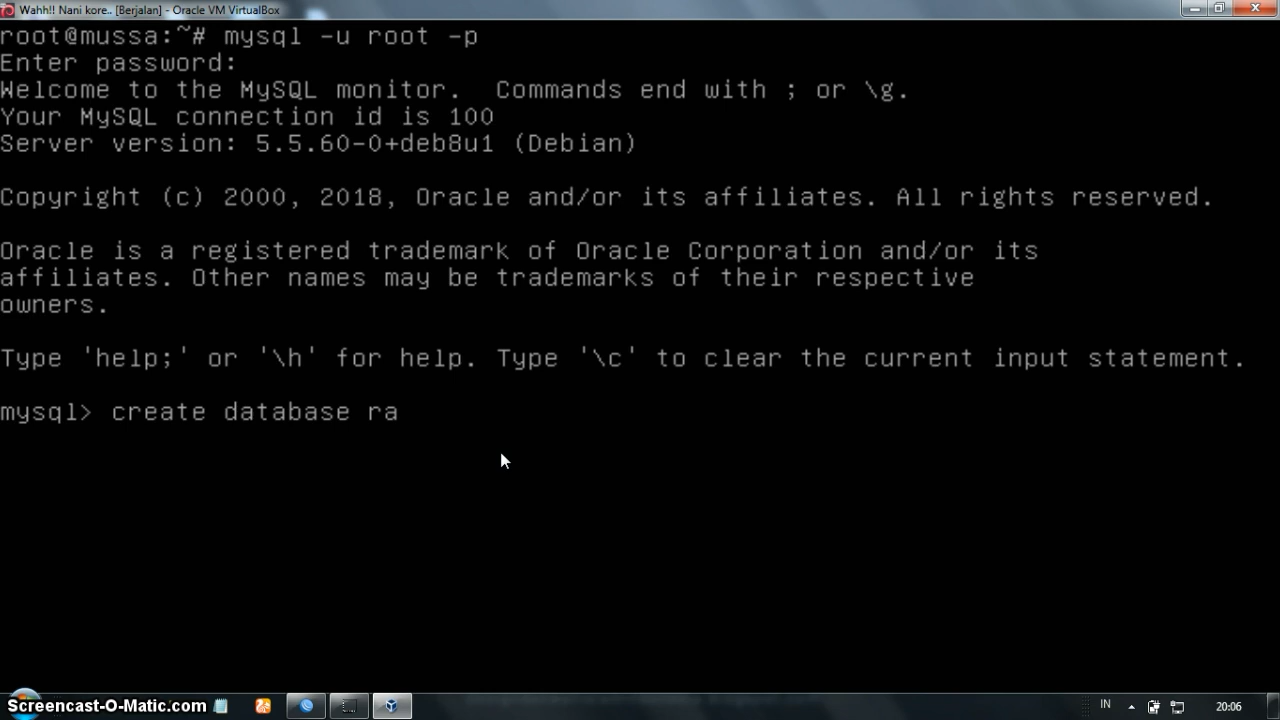 Wahh!! Nani kore.. [Berjalan] - Oracle VM VirtualBox
root@mussa:~# mysql -u root -p
Enter password:
Welcome to the MySQL monitor.  Commands end with ; or \g.
Your MySQL connection id is 100
Server version: 5.5.60-0+deb8u1 (Debian)
Copyright (c) 2000, 2018, Oracle and/or its affiliates. All rights reserved.
Oracle is a registered trademark of Oracle Corporation and/or its
affiliates. Other names may be trademarks of their respective
owners.
Type 'help;' or '\h' for help. Type '\c' to clear the current input statement.
mysql> create database ra
Screencast-O-Matic.com
IN
20:06